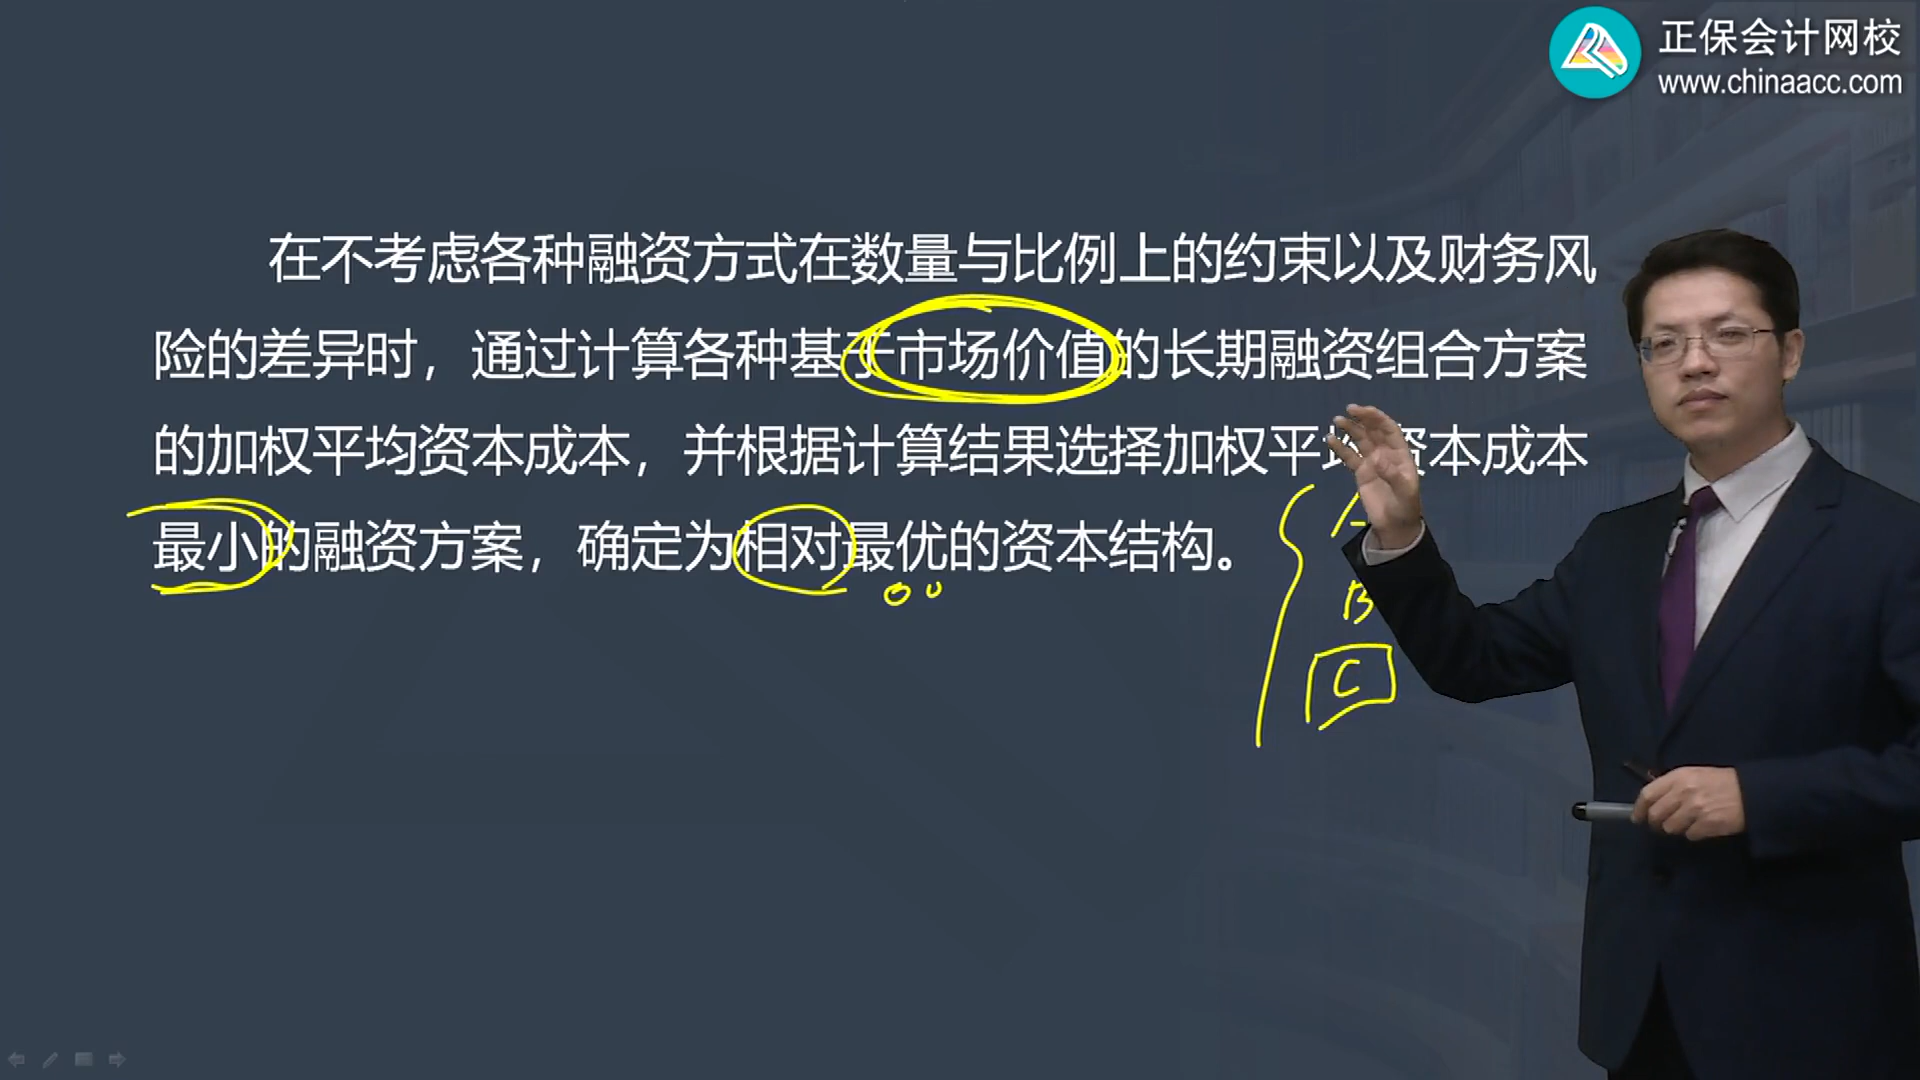 正保会计网校
www.chinaacc.com
在不考虑各种融资方式在数量与比例上的约束以及财务风
险的差异时，通过计算各种基于市场价值的长期融资组合方案
的加权平均资本成本，并根据计算结果选择加权平均资本成本
最小的融资方案，确定为相对最优的资本结构。
A
B
C